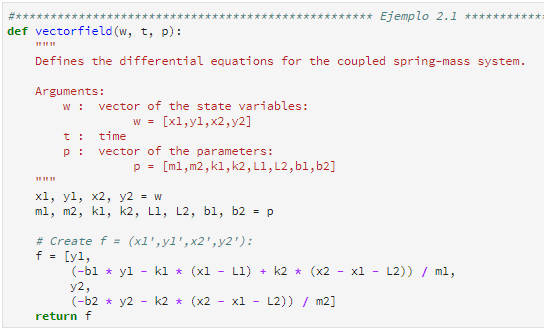 #*************************************************** Ejemplo 2.1 ***********
def vectorfield(w, t, p):
    """
    Defines the differential equations for the coupled spring-mass system.

    Arguments:
        w :  vector of the state variables:
                  w = [x1,y1,x2,y2]
        t :  time
        p :  vector of the parameters:
                  p = [m1,m2,k1,k2,L1,L2,b1,b2]
    """
    x1, y1, x2, y2 = w
    m1, m2, k1, k2, L1, L2, b1, b2 = p

    # Create f = (x1',y1',x2',y2'):
    f = [y1,
         (-b1 * y1 - k1 * (x1 - L1) + k2 * (x2 - x1 - L2)) / m1,
         y2,
         (-b2 * y2 - k2 * (x2 - x1 - L2)) / m2]
    return f